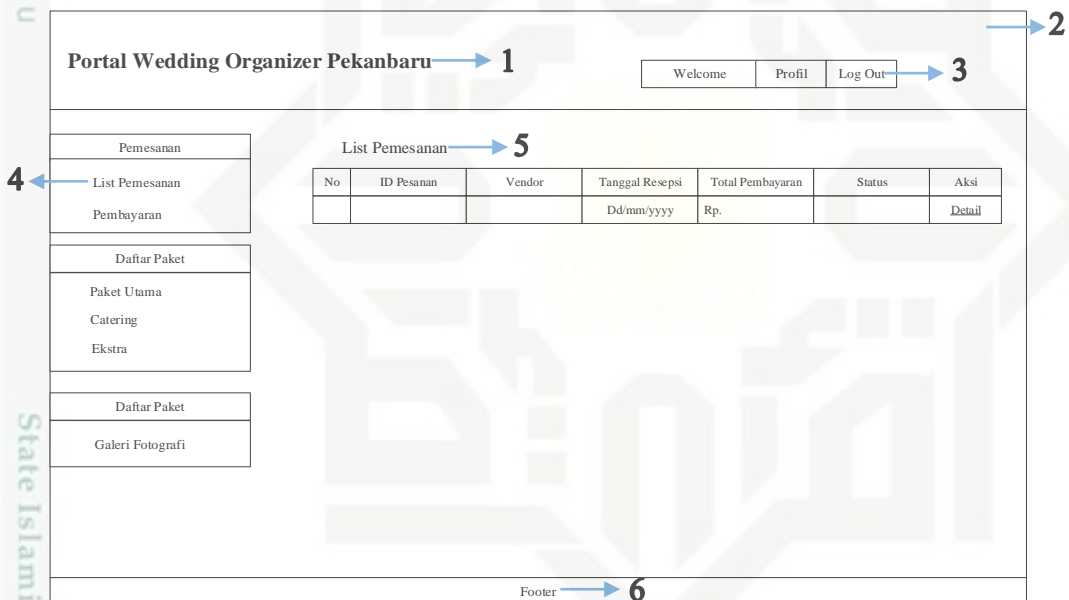 u
2
Portal Wedding Organizer Pekanbaru 1
Welcome Profil Log Out 3
Pemesanan
4 List Pemesanan
Pembayaran
List Pemesanan 5
No ID Pesanan Vendor Tanggal Resepsi Total Pembayaran Status Aksi
Dd/mm/yyyy Rp. Detail
Daftar Paket
Paket Utama
Catering
Ekstra
Daftar Paket
Galeri Fotografi
State Islami
Footer 6